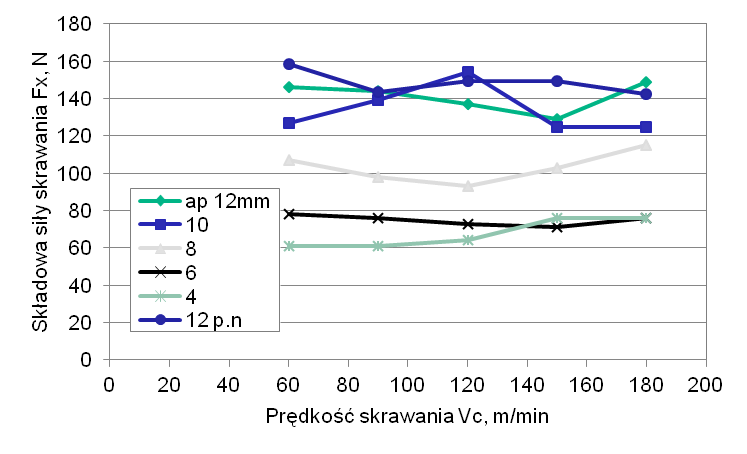 180
160
140
120
100
80
60
40
20
0
Składowa siły skrawania Fx, N
ap 12mm
10
8
6
4
12 p.n
0 20 40 60 80 100 120 140 160 180 200
Prędkość skrawania Vc, m/min